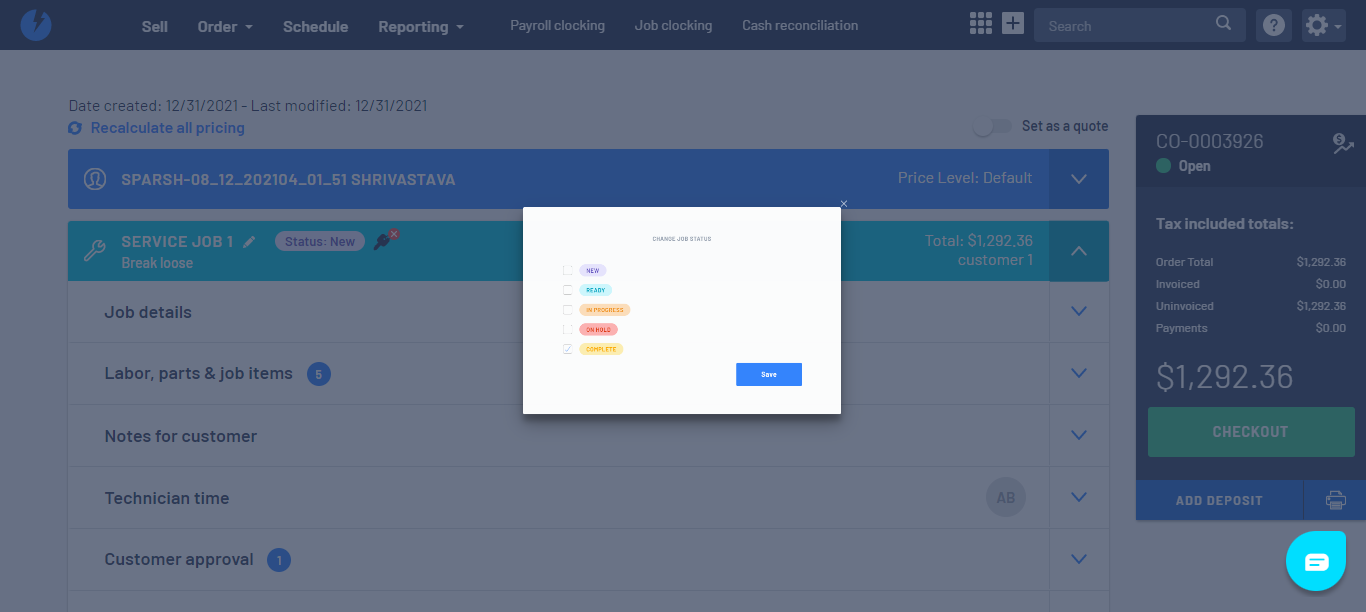 Sell
Order
Schedule
Reporting
Payroll clocking
Job clocking
Cash reconciliation
Search
Date created: 12/31/2021 - Last modified: 12/31/2021
Recalculate all pricing
Set as a quote
SPARSH-08_12_202104_01_51 SHRIVASTAVA
Price Level: Default
SERVICE JOB 1
Status: New
Break loose
Total: $1,292.36
customer 1
Job details
Labor, parts & job items 5
Notes for customer
Technician time
AB
Customer approval 1
CHANGE JOB STATUS
NEW
READY
IN PROGRESS
ON HOLD
COMPLETE
Save
CO-0003926
Open
Tax included totals:
Order Total $1,292.36
Invoiced $0.00
Uninvoiced $1,292.36
Payments $0.00
$1,292.36
CHECKOUT
ADD DEPOSIT